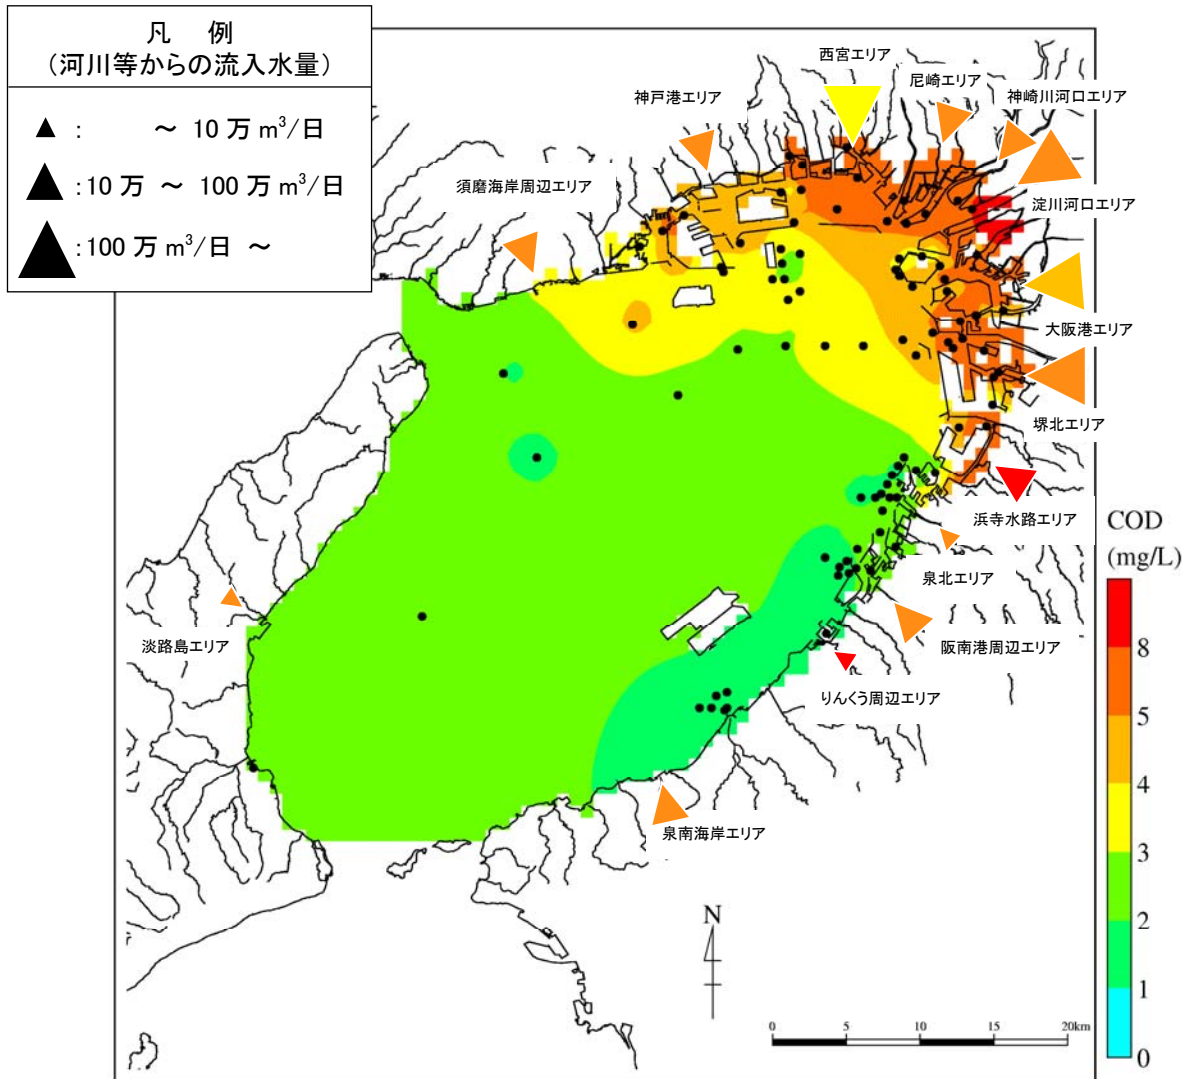 凡 例
（河川等からの流入水量）
: ～ 10 万 m³/日
: 10 万 ～ 100 万 m³/日
: 100 万 m³/日 ～
西宮エリア
尼崎エリア
神戸港エリア
神崎川河口エリア
須磨海岸周辺エリア
淀川河口エリア
大阪港エリア
堺北エリア
浜寺水路エリア
COD
(mg/L)
泉北エリア
淡路島エリア
阪南港周辺エリア
りんくう周辺エリア
泉南海岸エリア
8
5
4
3
2
1
0
N
0 5 10 15 20km